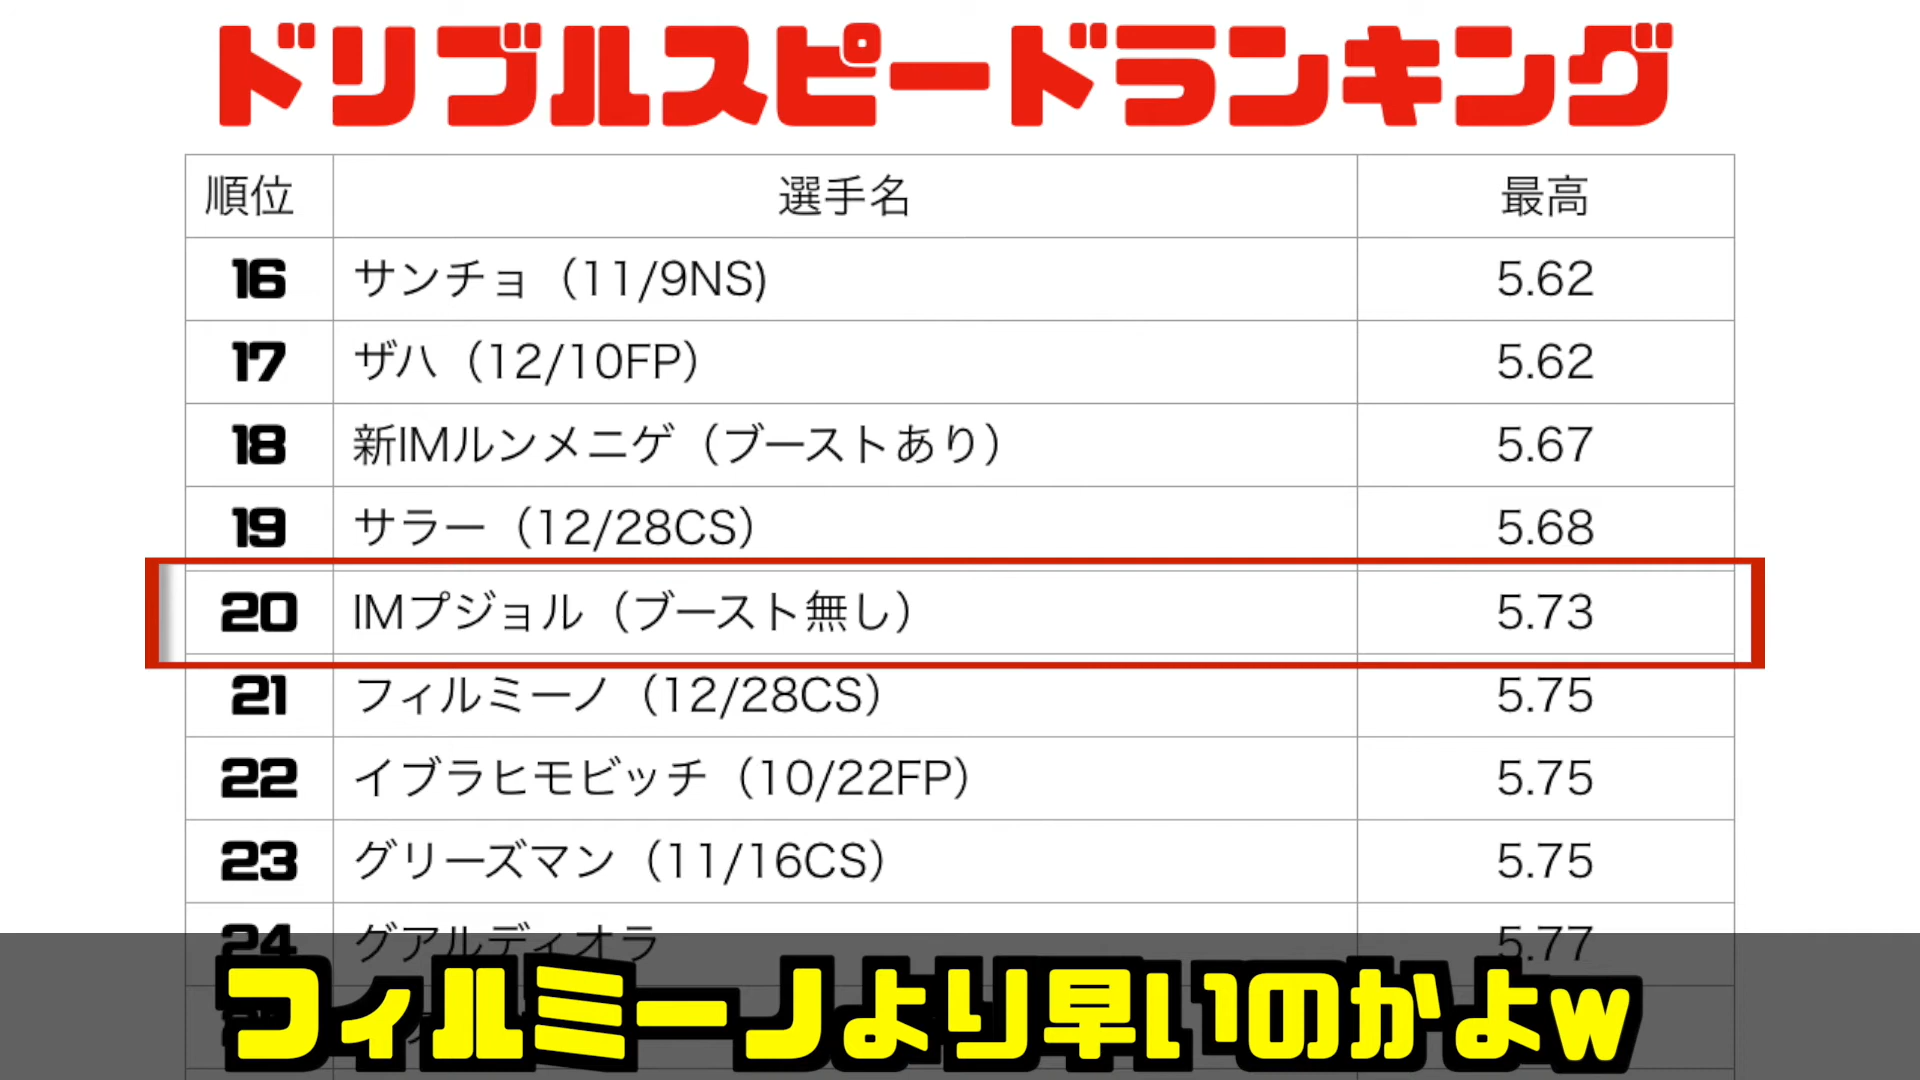 ドリブルスピードランキング
順位 選手名 最高
16 サンチョ（11/9NS) 5.62
17 ザハ（12/10FP） 5.62
18 新IMルンメニゲ（ブーストあり） 5.67
19 サラー（12/28CS） 5.68
20 IMプジョル（ブースト無し） 5.73
21 フィルミーノ（12/28CS） 5.75
22 イブラヒモビッチ（10/22FP） 5.75
23 グリーズマン（11/16CS） 5.75
24 グアルディオラ 5.77
フィルミーノより早いのかよw